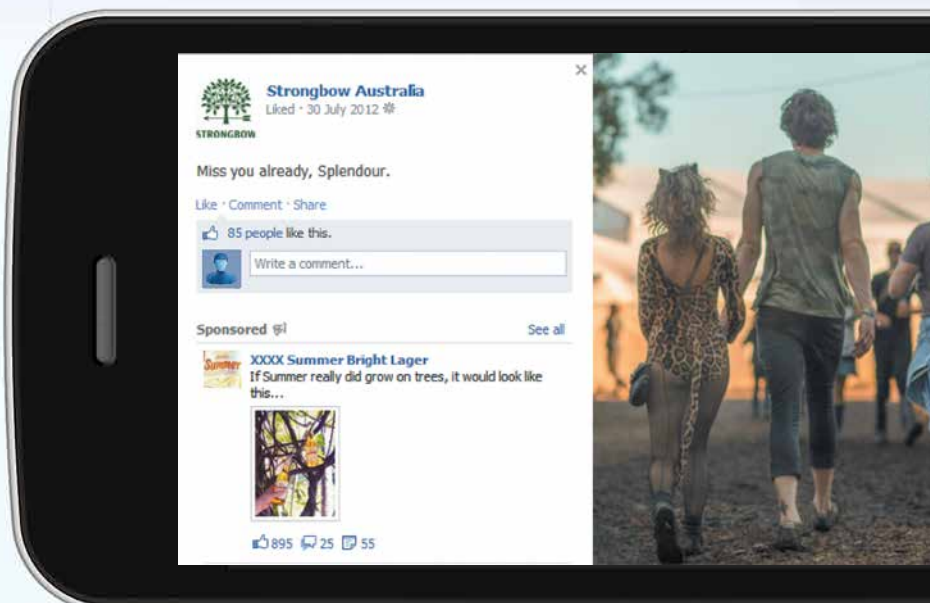 Strongbow Australia
Liked · 30 July 2012
STRONGBOW
Miss you already, Splendour.
Like · Comment · Share
85 people like this.
Write a comment...
Sponsored
See all
XXXX Summer Bright Lager
Summer
If Summer really did grow on trees, it would look like
this...
895 25 55